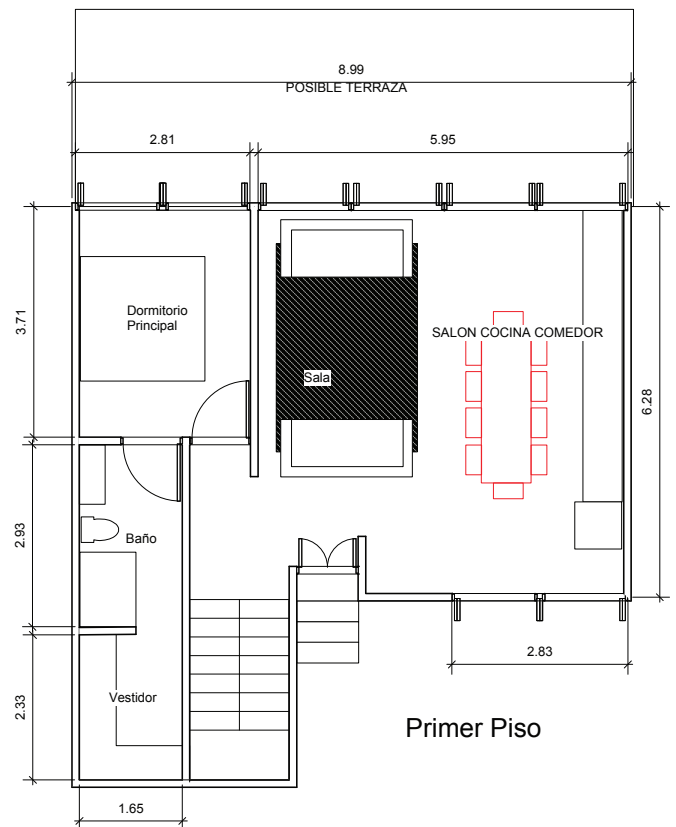 8.99
POSIBLE TERRAZA
2.81
5.95
3.71
Dormitorio
Principal
SALON COCINA COMEDOR
Sala
6.28
2.93
Baño
2.83
2.33
Vestidor
Primer Piso
1.65